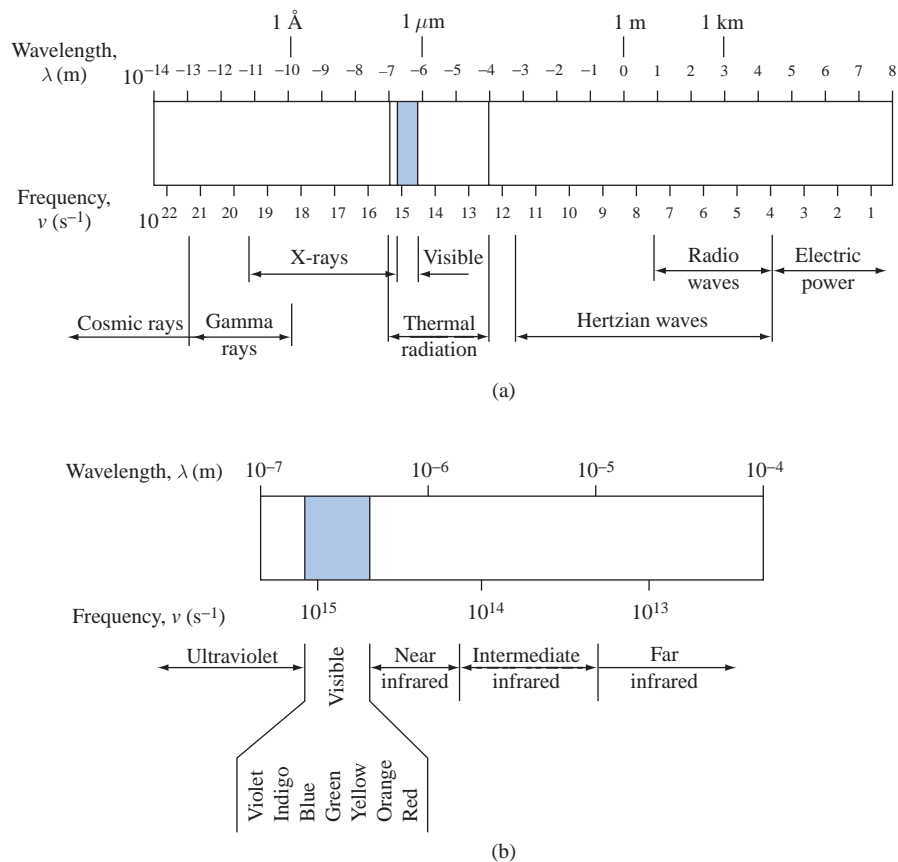 1 Å 1 μm 1 m 1 km
Wavelength,
λ (m) 10⁻¹⁴ –13 –12 –11 –10 –9 –8 –7 –6 –5 –4 –3 –2 –1 0 1 2 3 4 5 6 7 8
Frequency,
ν (s⁻¹) 10²² 21 20 19 18 17 16 15 14 13 12 11 10 9 8 7 6 5 4 3 2 1
X-rays Visible Radio Electric
waves power
Cosmic rays Gamma Thermal Hertzian waves
rays radiation
(a)
Wavelength, λ (m) 10⁻⁷ 10⁻⁶ 10⁻⁵ 10⁻⁴
Frequency, ν (s⁻¹) 10¹⁵ 10¹⁴ 10¹³
Ultraviolet Visible Near Intermediate Far
infrared infrared infrared
Violet
Indigo
Blue
Green
Yellow
Orange
Red
(b)